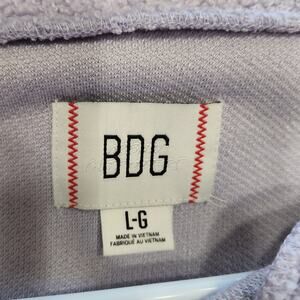 BDG
L-G
MADE IN VIETNAM
FABRIQUÉ AU VIETNAM